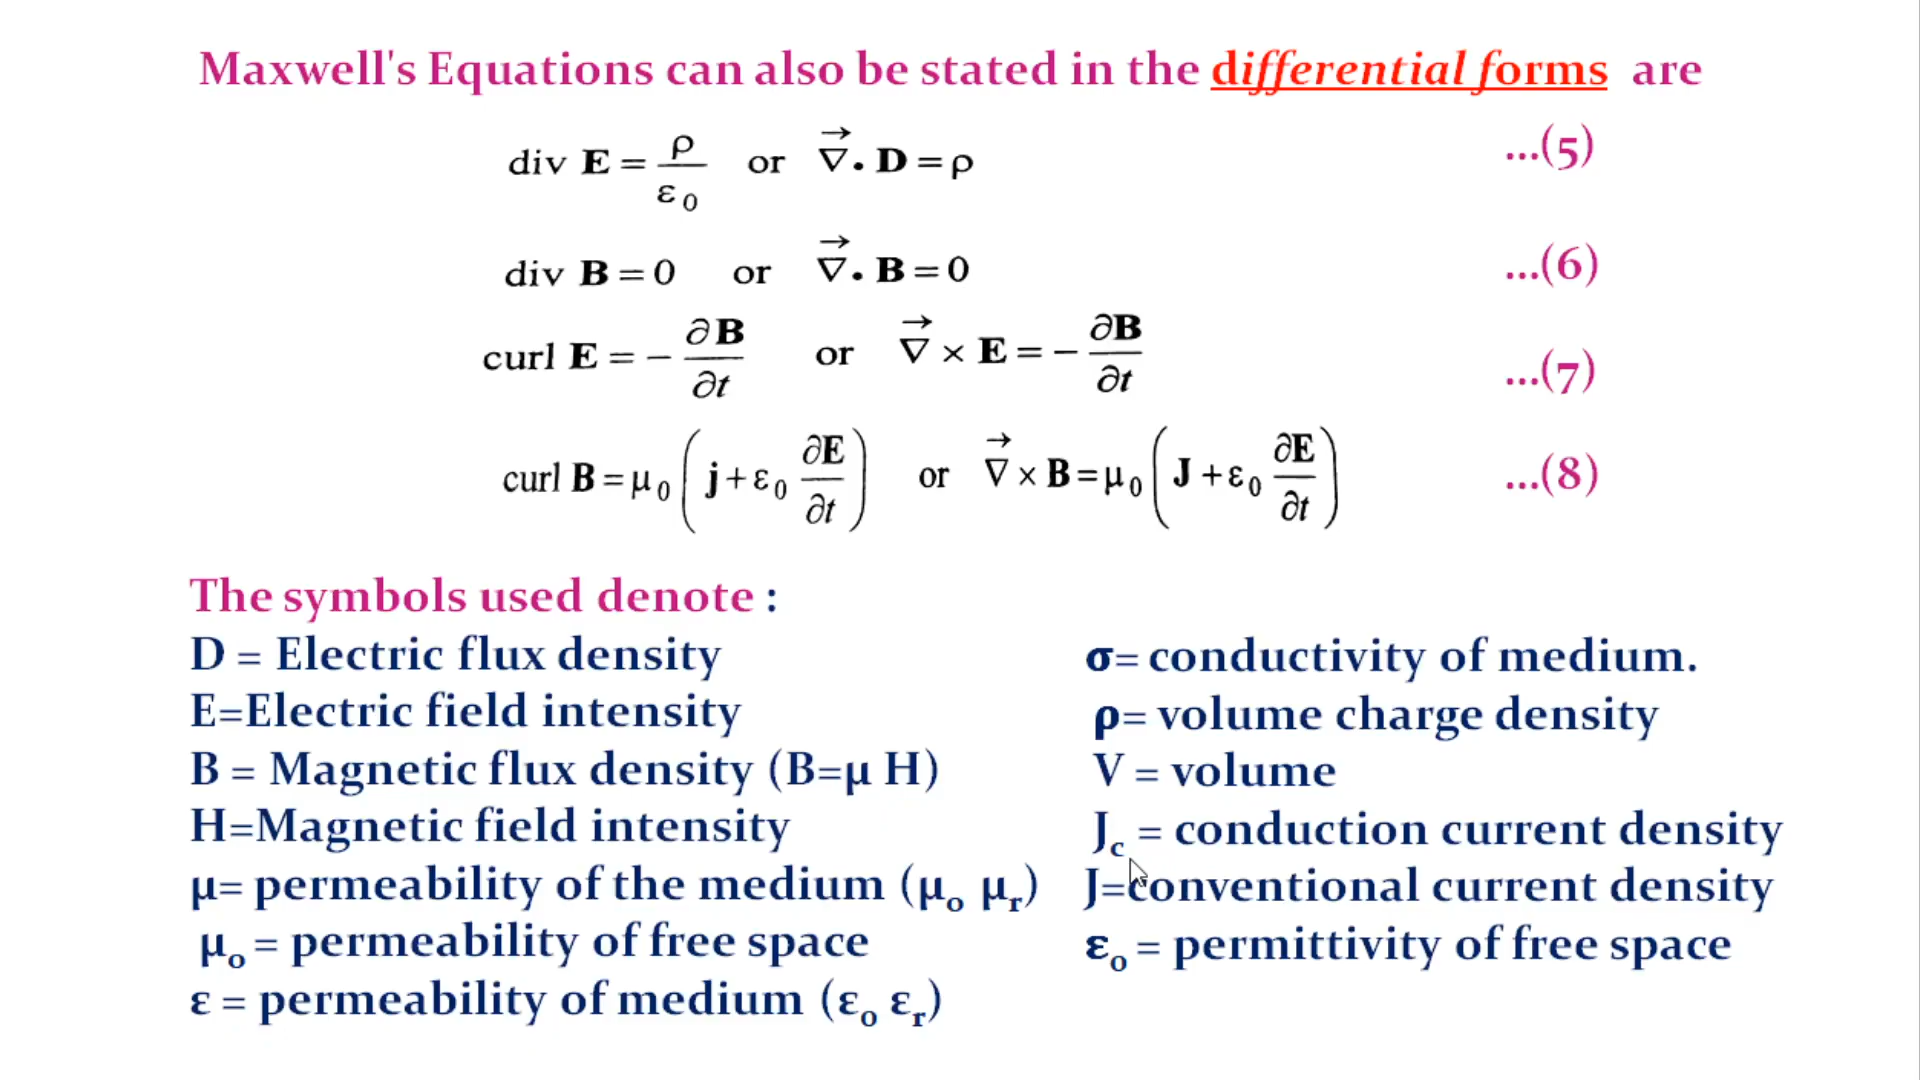 Maxwell's Equations can also be stated in the differential forms are
div E = ρ/ε₀ or ∇⃗. D = ρ ...(5)
div B = 0 or ∇⃗. B = 0 ...(6)
curl E = − ∂B/∂t or ∇⃗ × E = − ∂B/∂t ...(7)
curl B = μ₀ (j + ε₀ ∂E/∂t) or ∇⃗ × B = μ₀ (J + ε₀ ∂E/∂t) ...(8)
The symbols used denote :
D = Electric flux density
E=Electric field intensity
B = Magnetic flux density (B=μ H)
H=Magnetic field intensity
μ= permeability of the medium (μₒ μᵣ)
μₒ = permeability of free space
ε = permeability of medium (εₒ εᵣ)
σ= conductivity of medium.
ρ= volume charge density
V = volume
J_c = conduction current density
J=conventional current density
εₒ = permittivity of free space